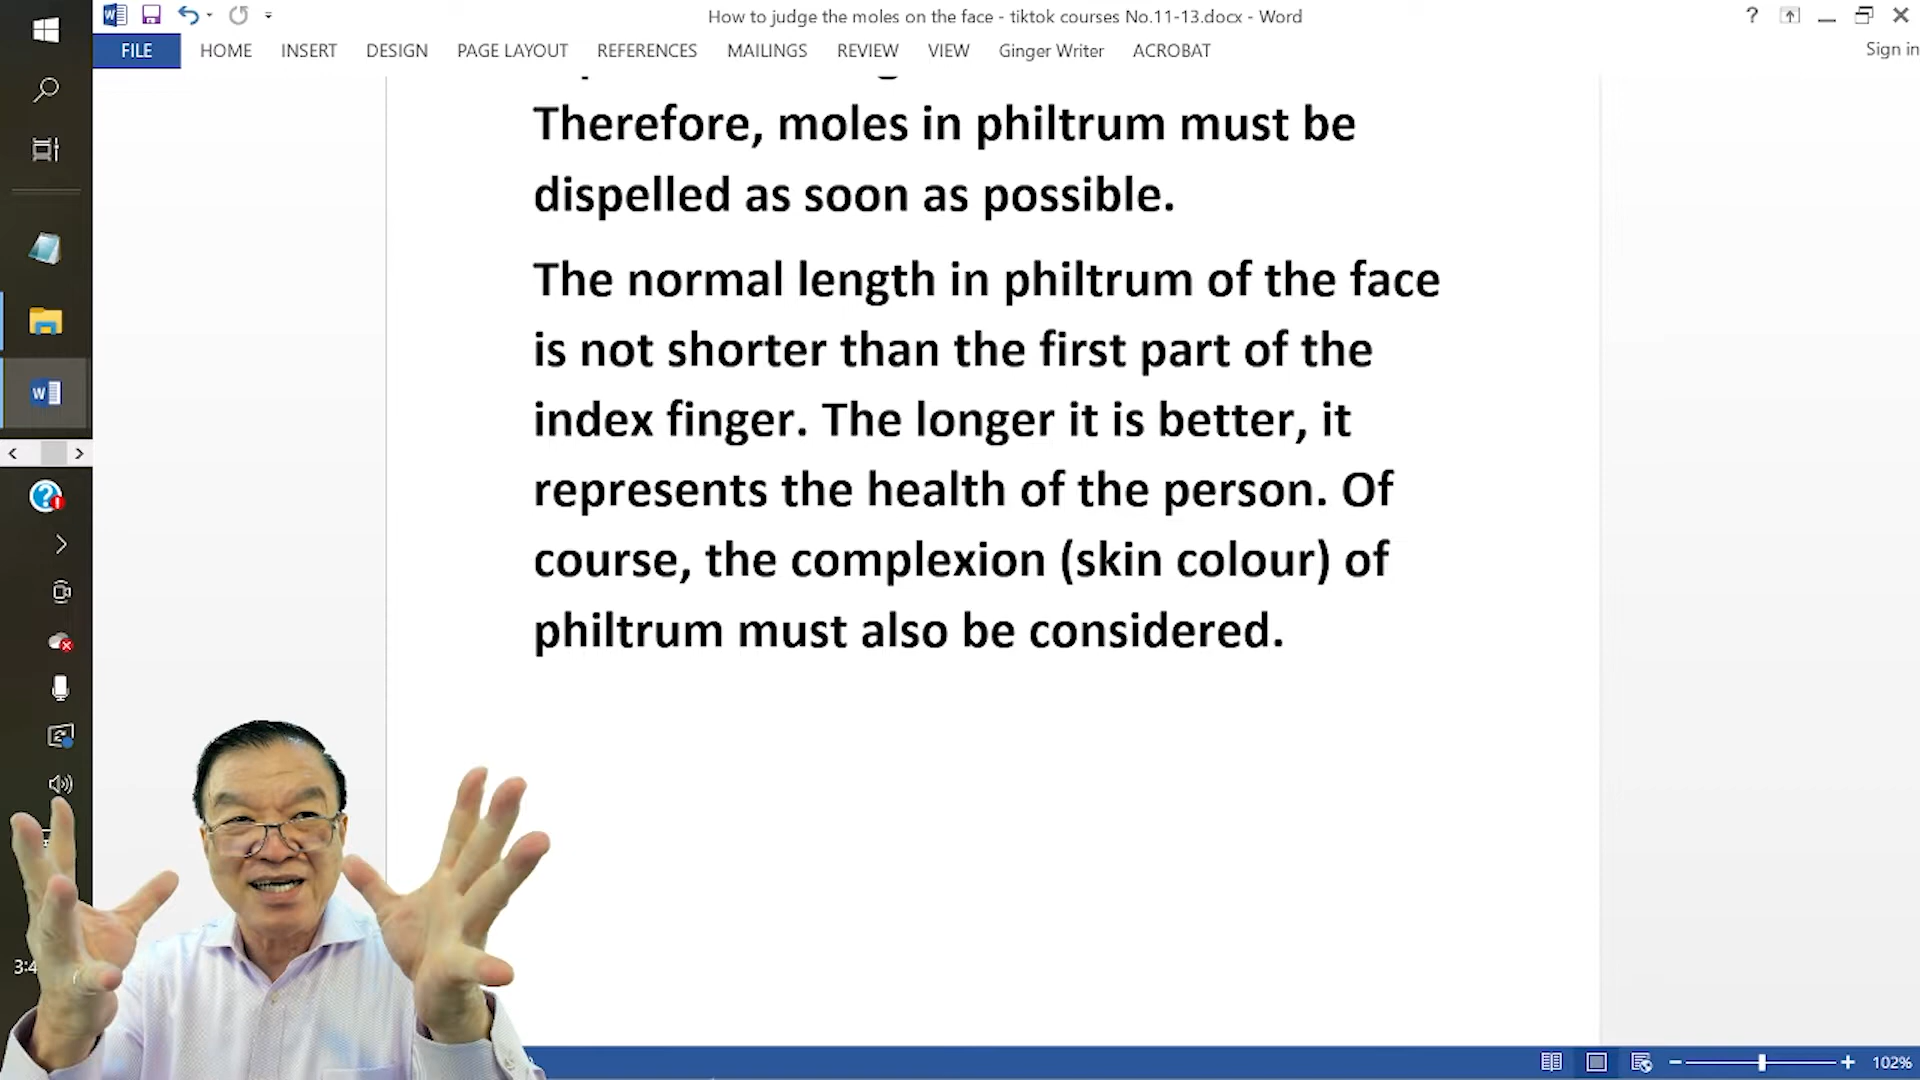 How to judge the moles on the face - tiktok courses No.11-13.docx - Word
FILE HOME INSERT DESIGN PAGE LAYOUT REFERENCES MAILINGS REVIEW VIEW Ginger Writer ACROBAT Sign in
Therefore, moles in philtrum must be
dispelled as soon as possible.
The normal length in philtrum of the face
is not shorter than the first part of the
index finger. The longer it is better, it
represents the health of the person. Of
course, the complexion (skin colour) of
philtrum must also be considered.
102%